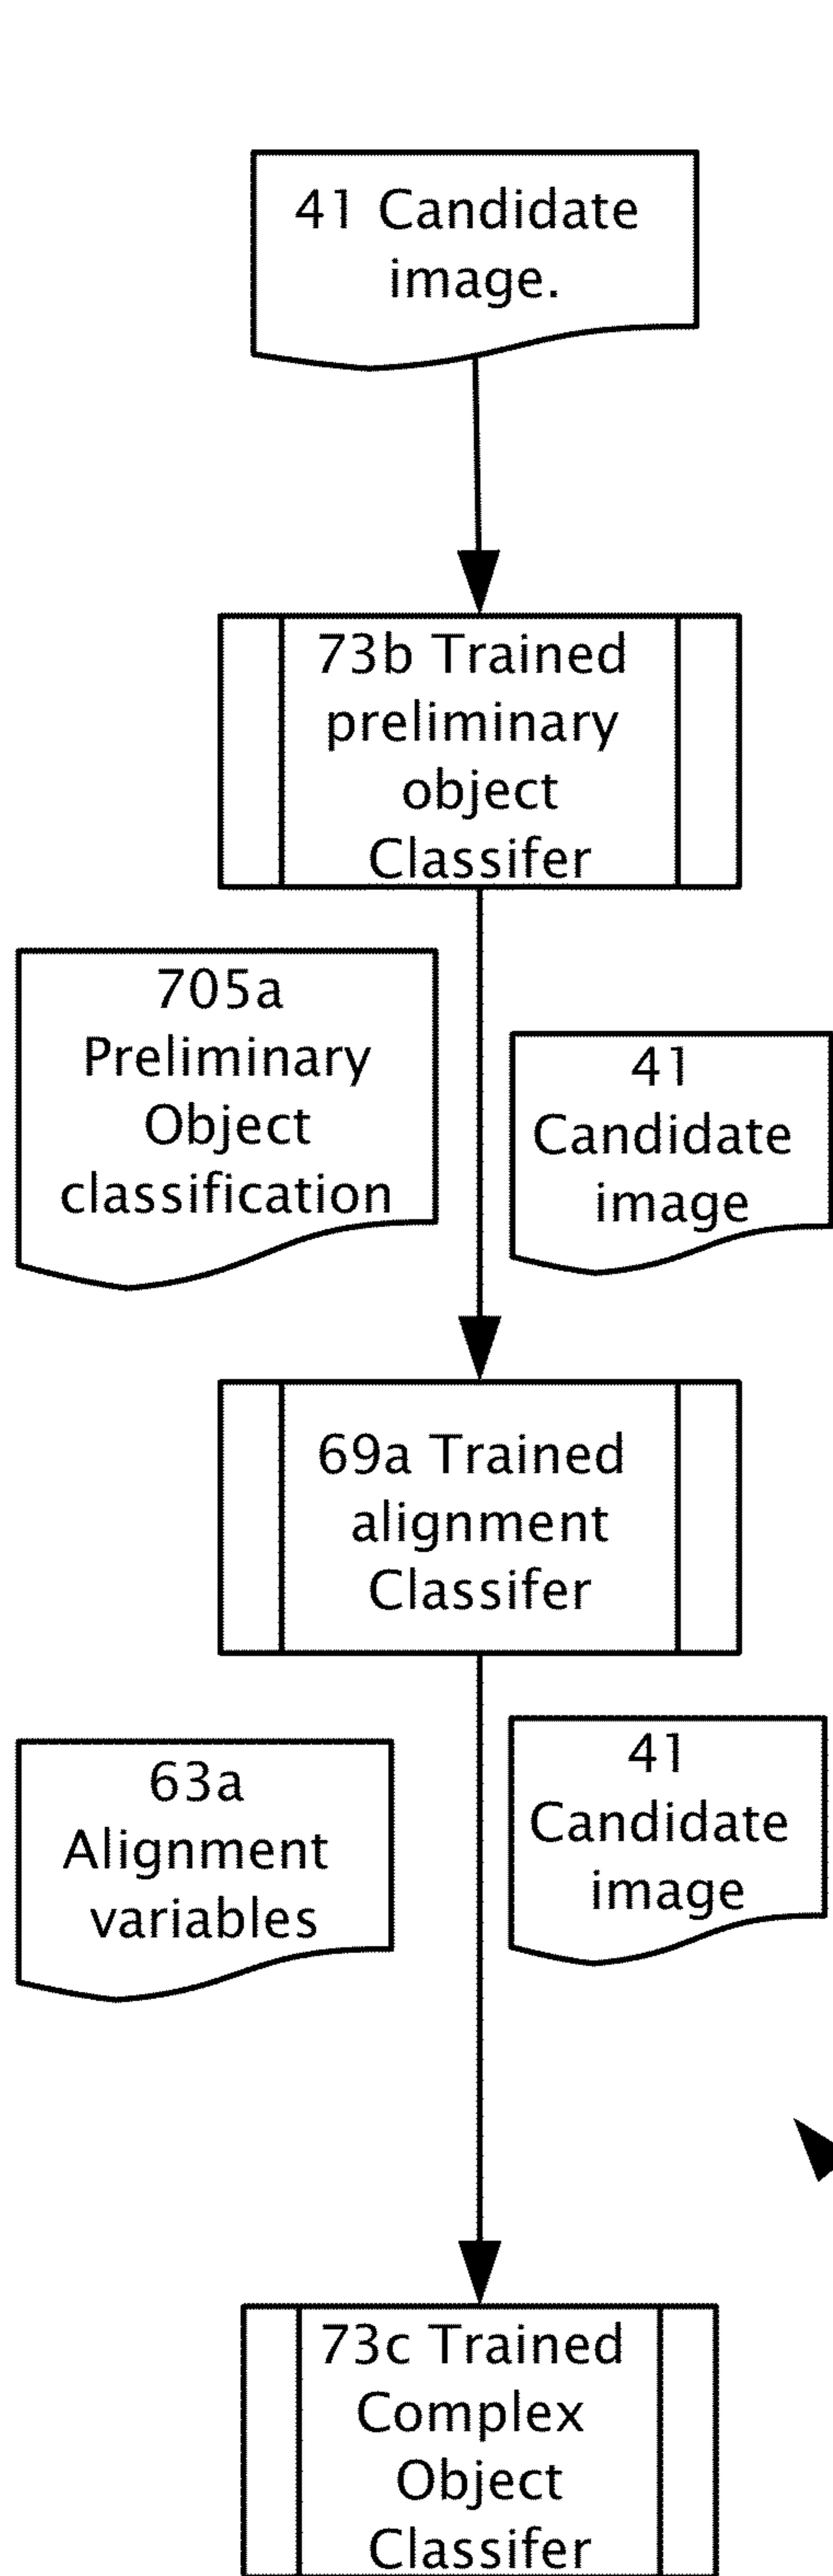 41 Candidate
image.
73b Trained
preliminary
object
Classifer
705a
Preliminary
Object
classification
41
Candidate
image
69a Trained
alignment
Classifer
63a
Alignment
variables
41
Candidate
image
73c Trained
Complex
Object
Classifer